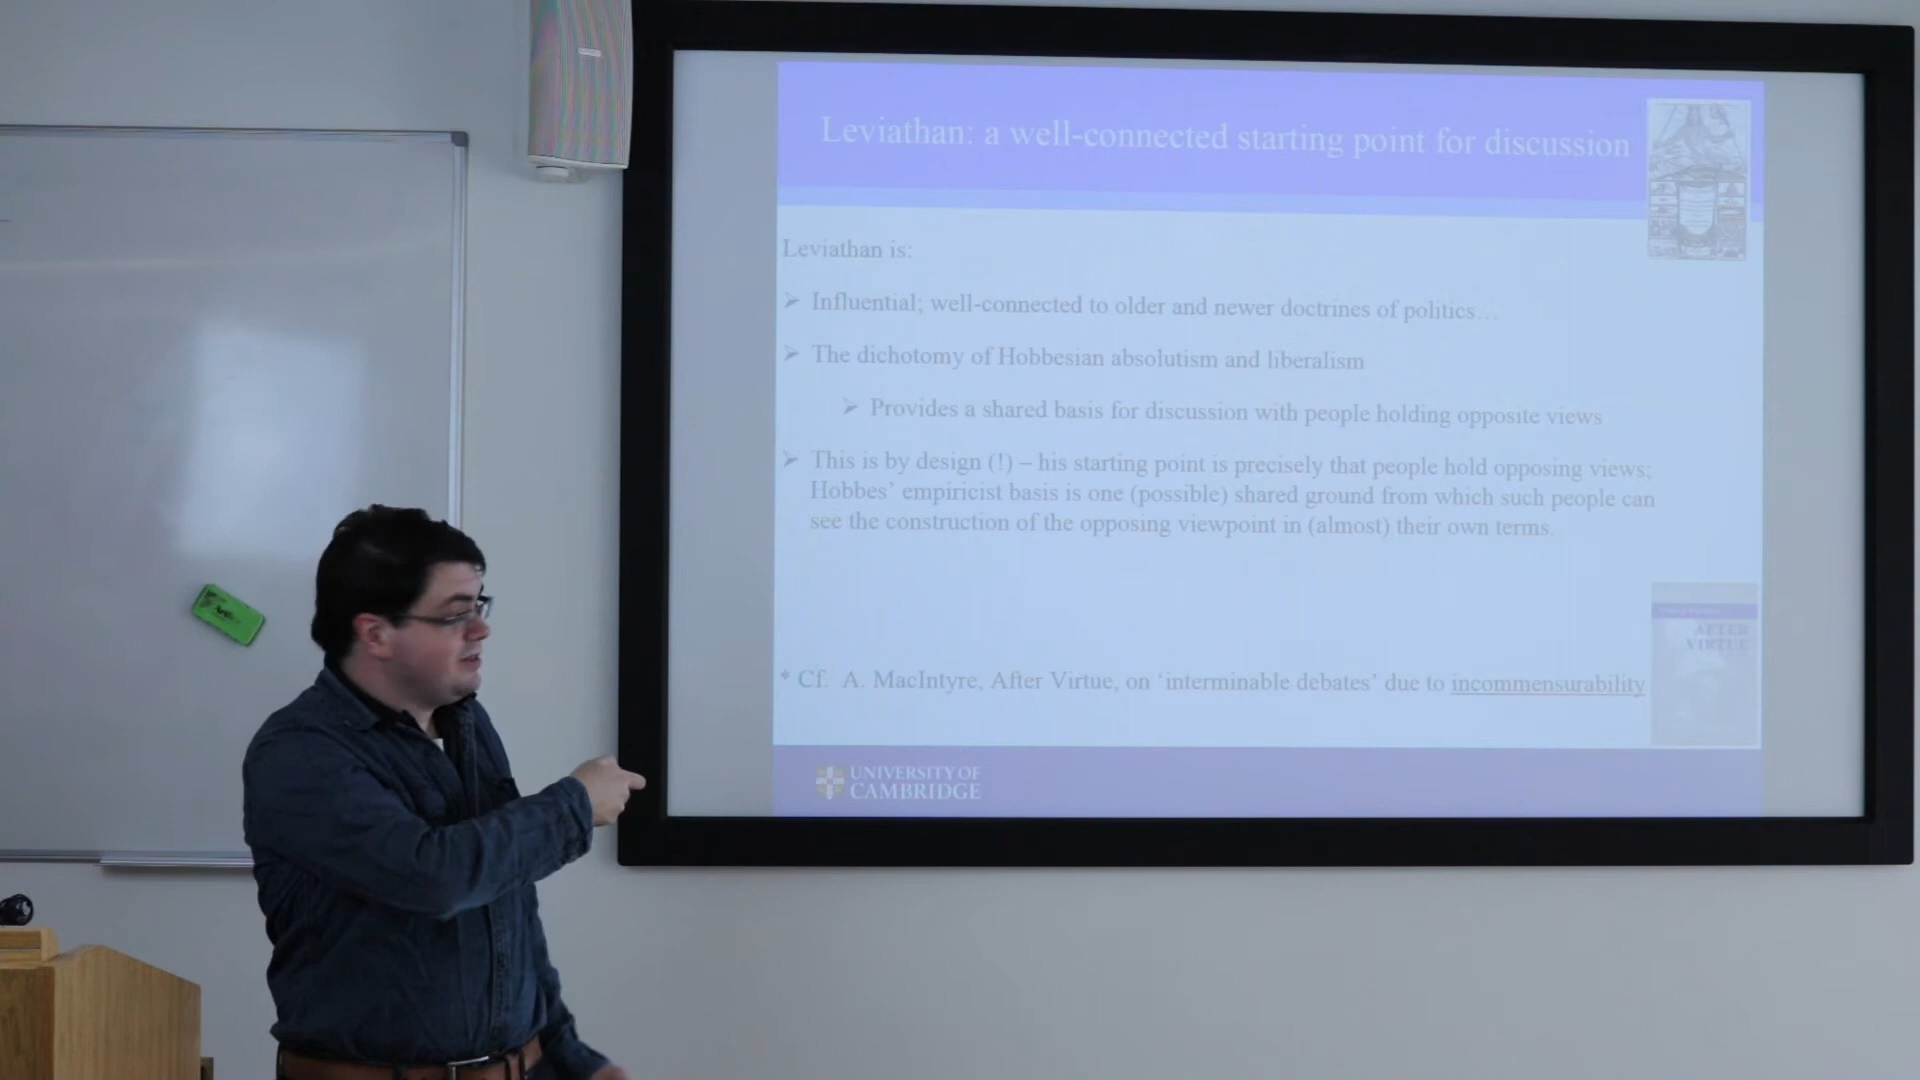 Leviathan: a well-connected starting point for discussion
Leviathan is:
➤ Influential; well-connected to older and newer doctrines of politics…
➤ The dichotomy of Hobbesian absolutism and liberalism
➤ Provides a shared basis for discussion with people holding opposite views
➤ This is by design (!) – his starting point is precisely that people hold opposing views;
Hobbes’ empiricist basis is one (possible) shared ground from which such people can
see the construction of the opposing viewpoint in (almost) their own terms.
AFTER
VIRTUE
* Cf. A. MacIntyre, After Virtue, on ‘interminable debates’ due to incommensurability
UNIVERSITY OF
CAMBRIDGE